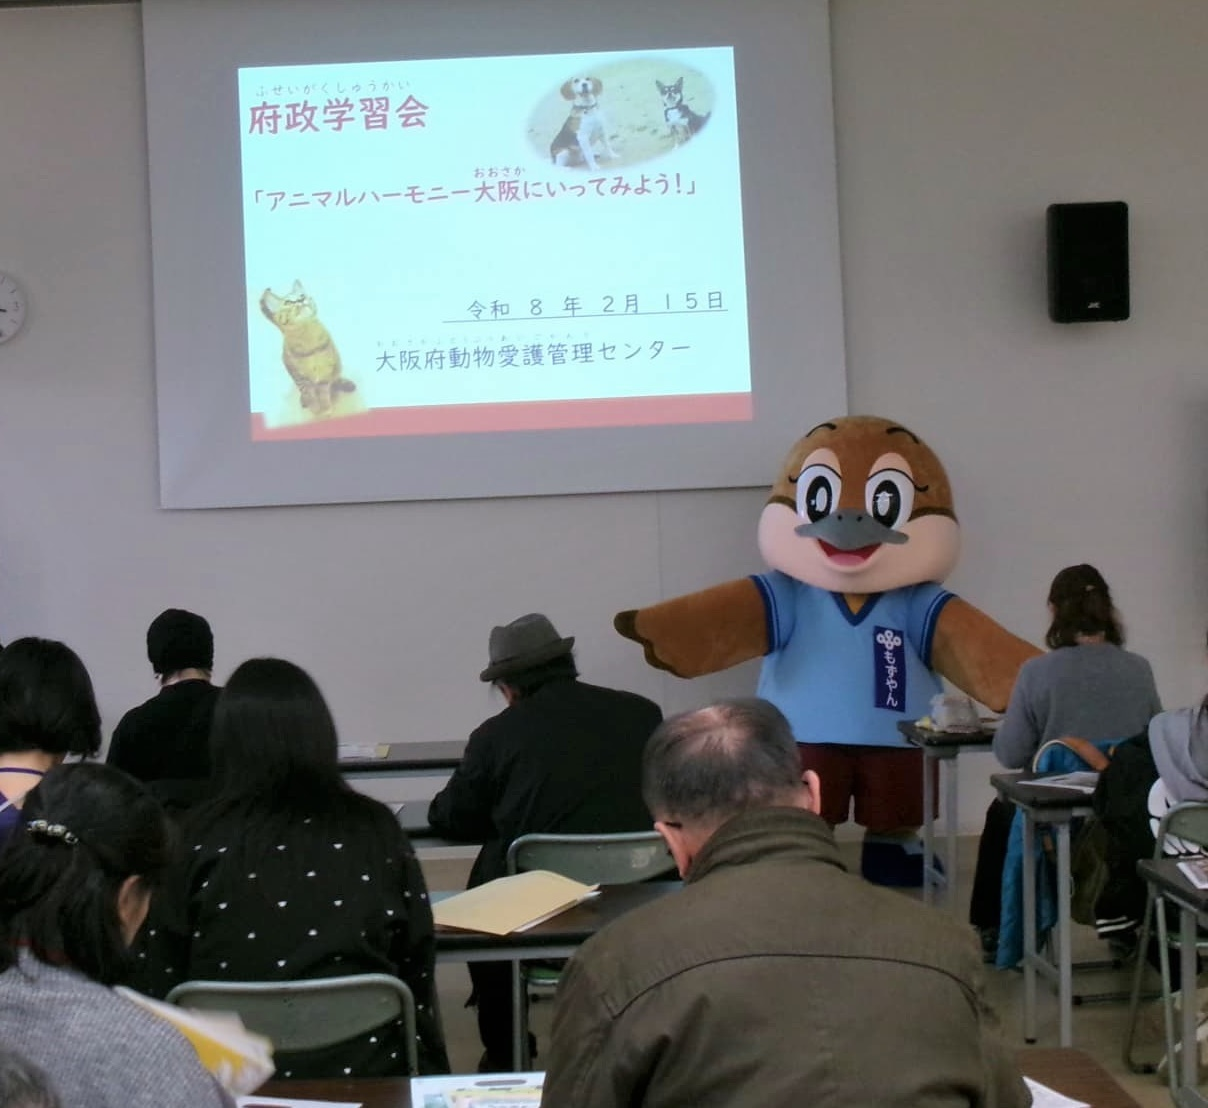 ふせいがくしゅうかい
府政学習会
おおさか
「アニマルハーモニー大阪にいってみよう!」
令和 8 年 2月 15日
大阪府動物愛護管理センター
もずやん
JVC